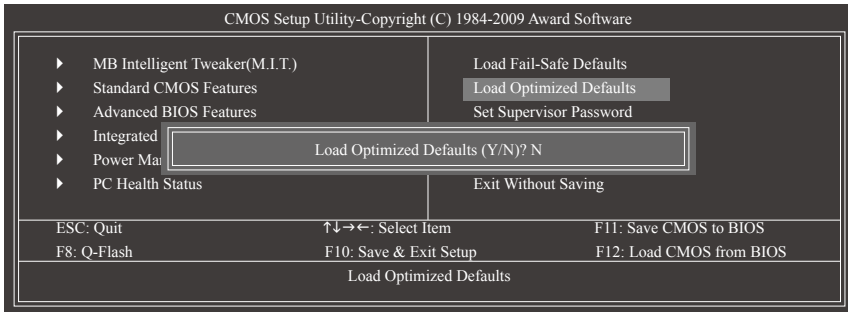 CMOS Setup Utility-Copyright (C) 1984-2009 Award Software
MB Intelligent Tweaker(M.I.T.)
Standard CMOS Features
Advanced BIOS Features
Integrated
Power
PC Health Status
Load Fail-Safe Defaults
Load Optimized Defaults
Set Supervisor Password
Exit Without Saving
Load Optimized Defaults (Y/N)? N
ESC: Quit ↑↓→←: Select Item F11: Save CMOS to BIOS
F8: Q-Flash F10: Save & Exit Setup F12: Load CMOS from BIOS
Load Optimized Defaults